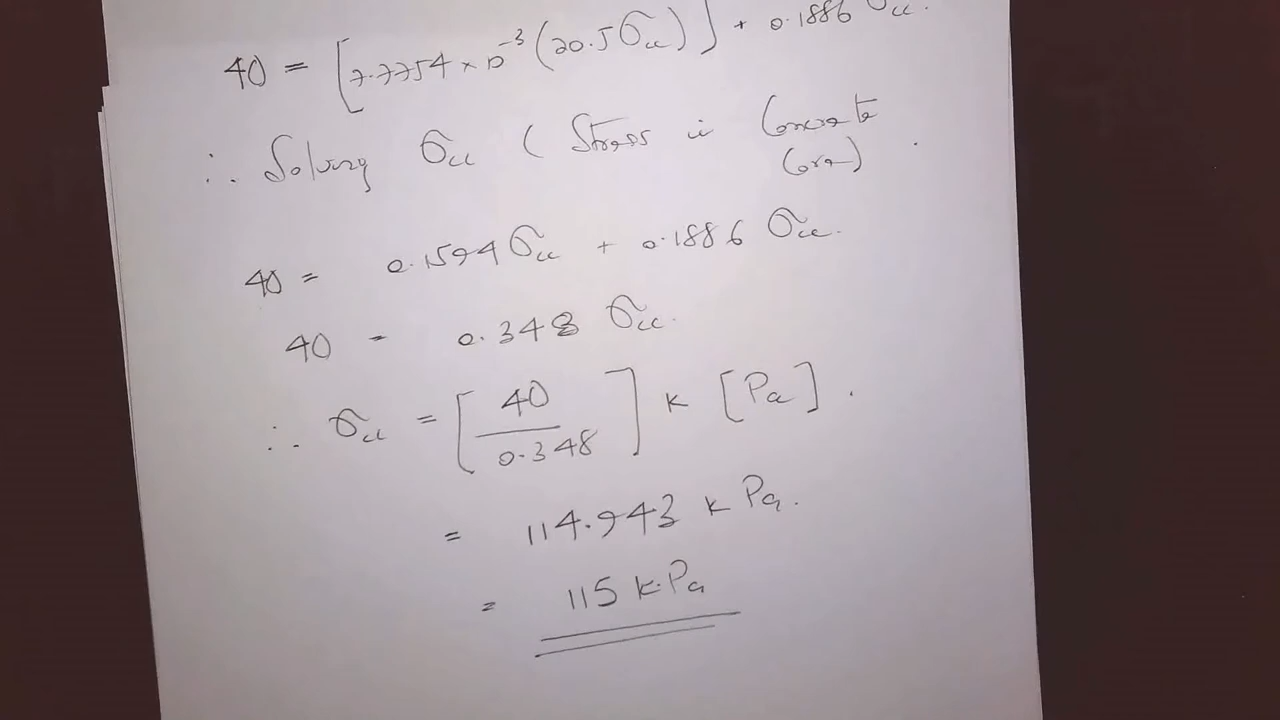 40 = [7.7754 × 10⁻³ (20.5 σcc)] + 0.1886 σcc.
∴ Solving σcc ( Stress in Concrete
Core) .
40 = 0.1594 σcc + 0.1886 σcc.
40 = 0.348 σcc.
∴ σcc = [40 / 0.348] k [Pa] .
= 114.943 k Pa.
= 115 k.Pa